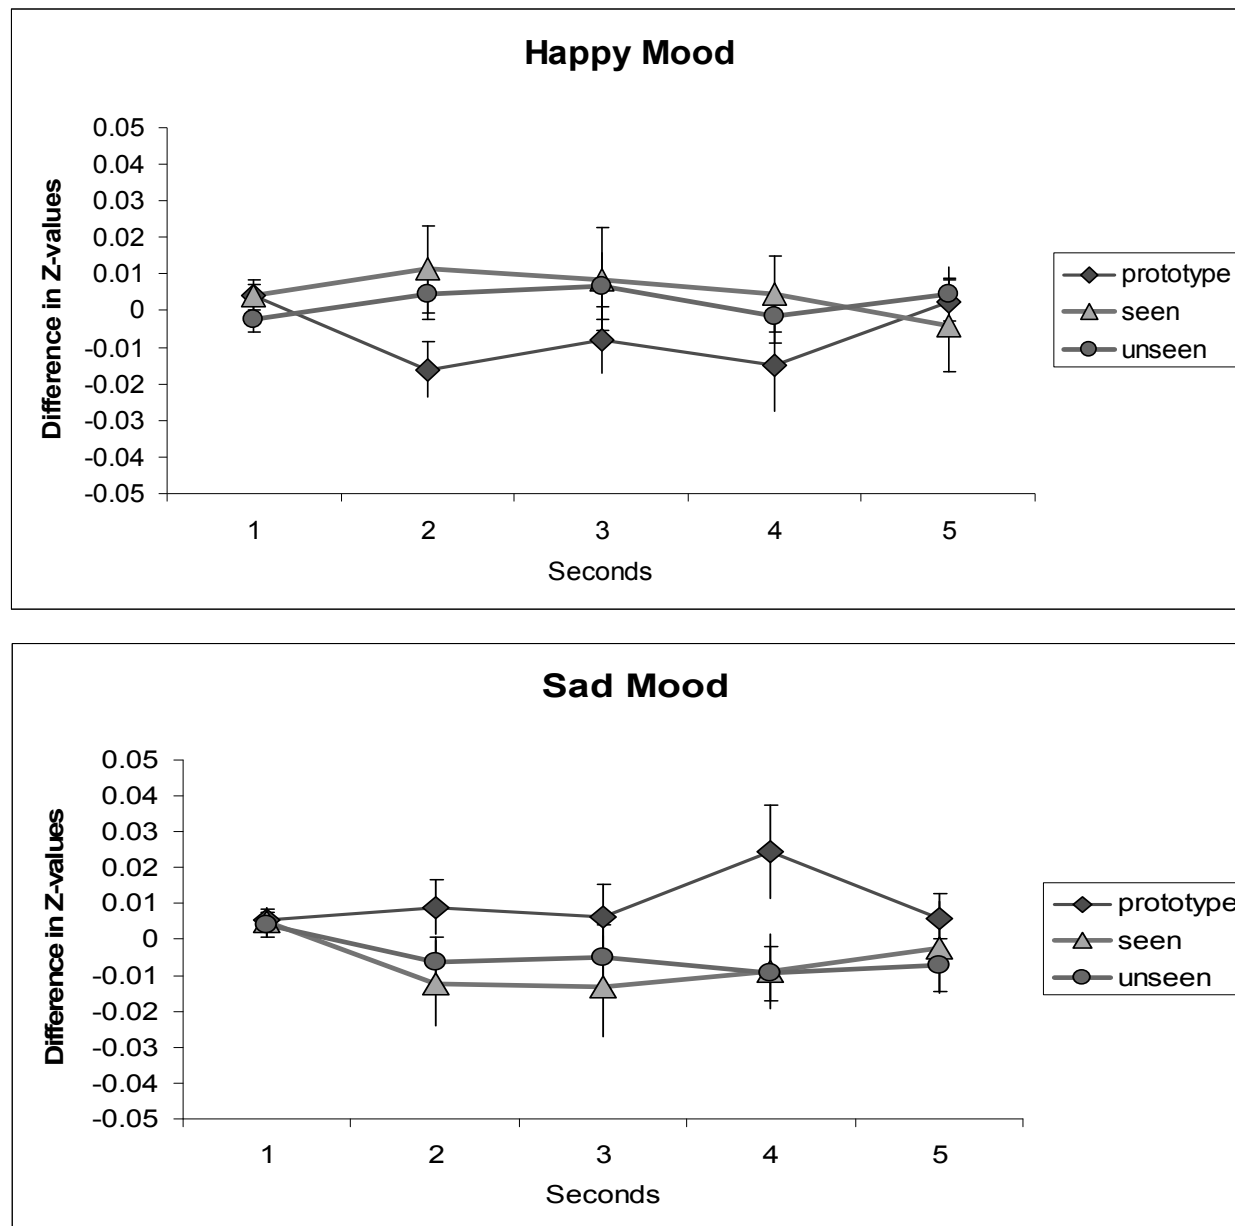 Happy Mood
Difference in Z-values
0.05
0.04
0.03
0.02
0.01
0
-0.01
-0.02
-0.03
-0.04
-0.05
1 2 3 4 5
Seconds
prototype
seen
unseen
Sad Mood
Difference in Z-values
0.05
0.04
0.03
0.02
0.01
0
-0.01
-0.02
-0.03
-0.04
-0.05
1 2 3 4 5
Seconds
prototype
seen
unseen